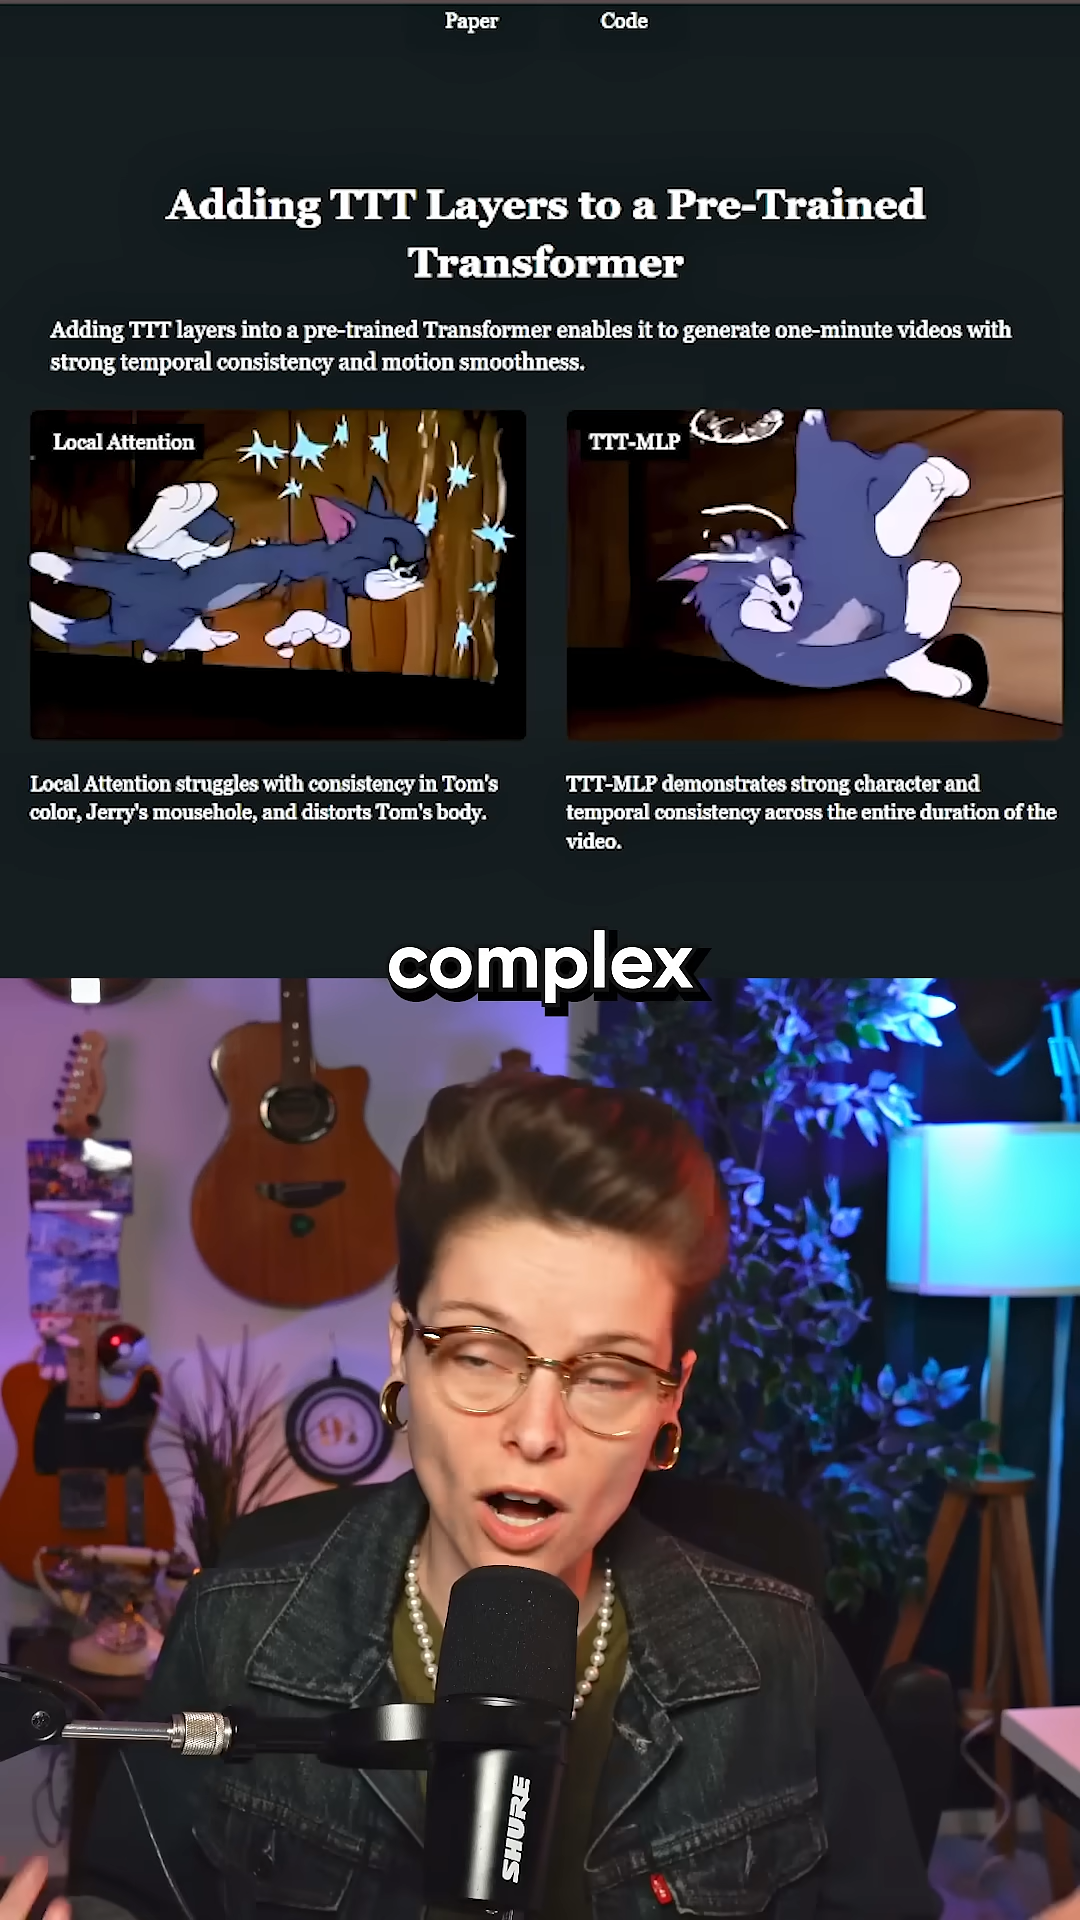 Paper Code
Adding TTT Layers to a Pre-Trained
Transformer
Adding TTT layers into a pre-trained Transformer enables it to generate one-minute videos with
strong temporal consistency and motion smoothness.
Local Attention
TTT-MLP
Local Attention struggles with consistency in Tom's
color, Jerry's mousehole, and distorts Tom's body.
TTT-MLP demonstrates strong character and
temporal consistency across the entire duration of the
video.
complex
SHURE